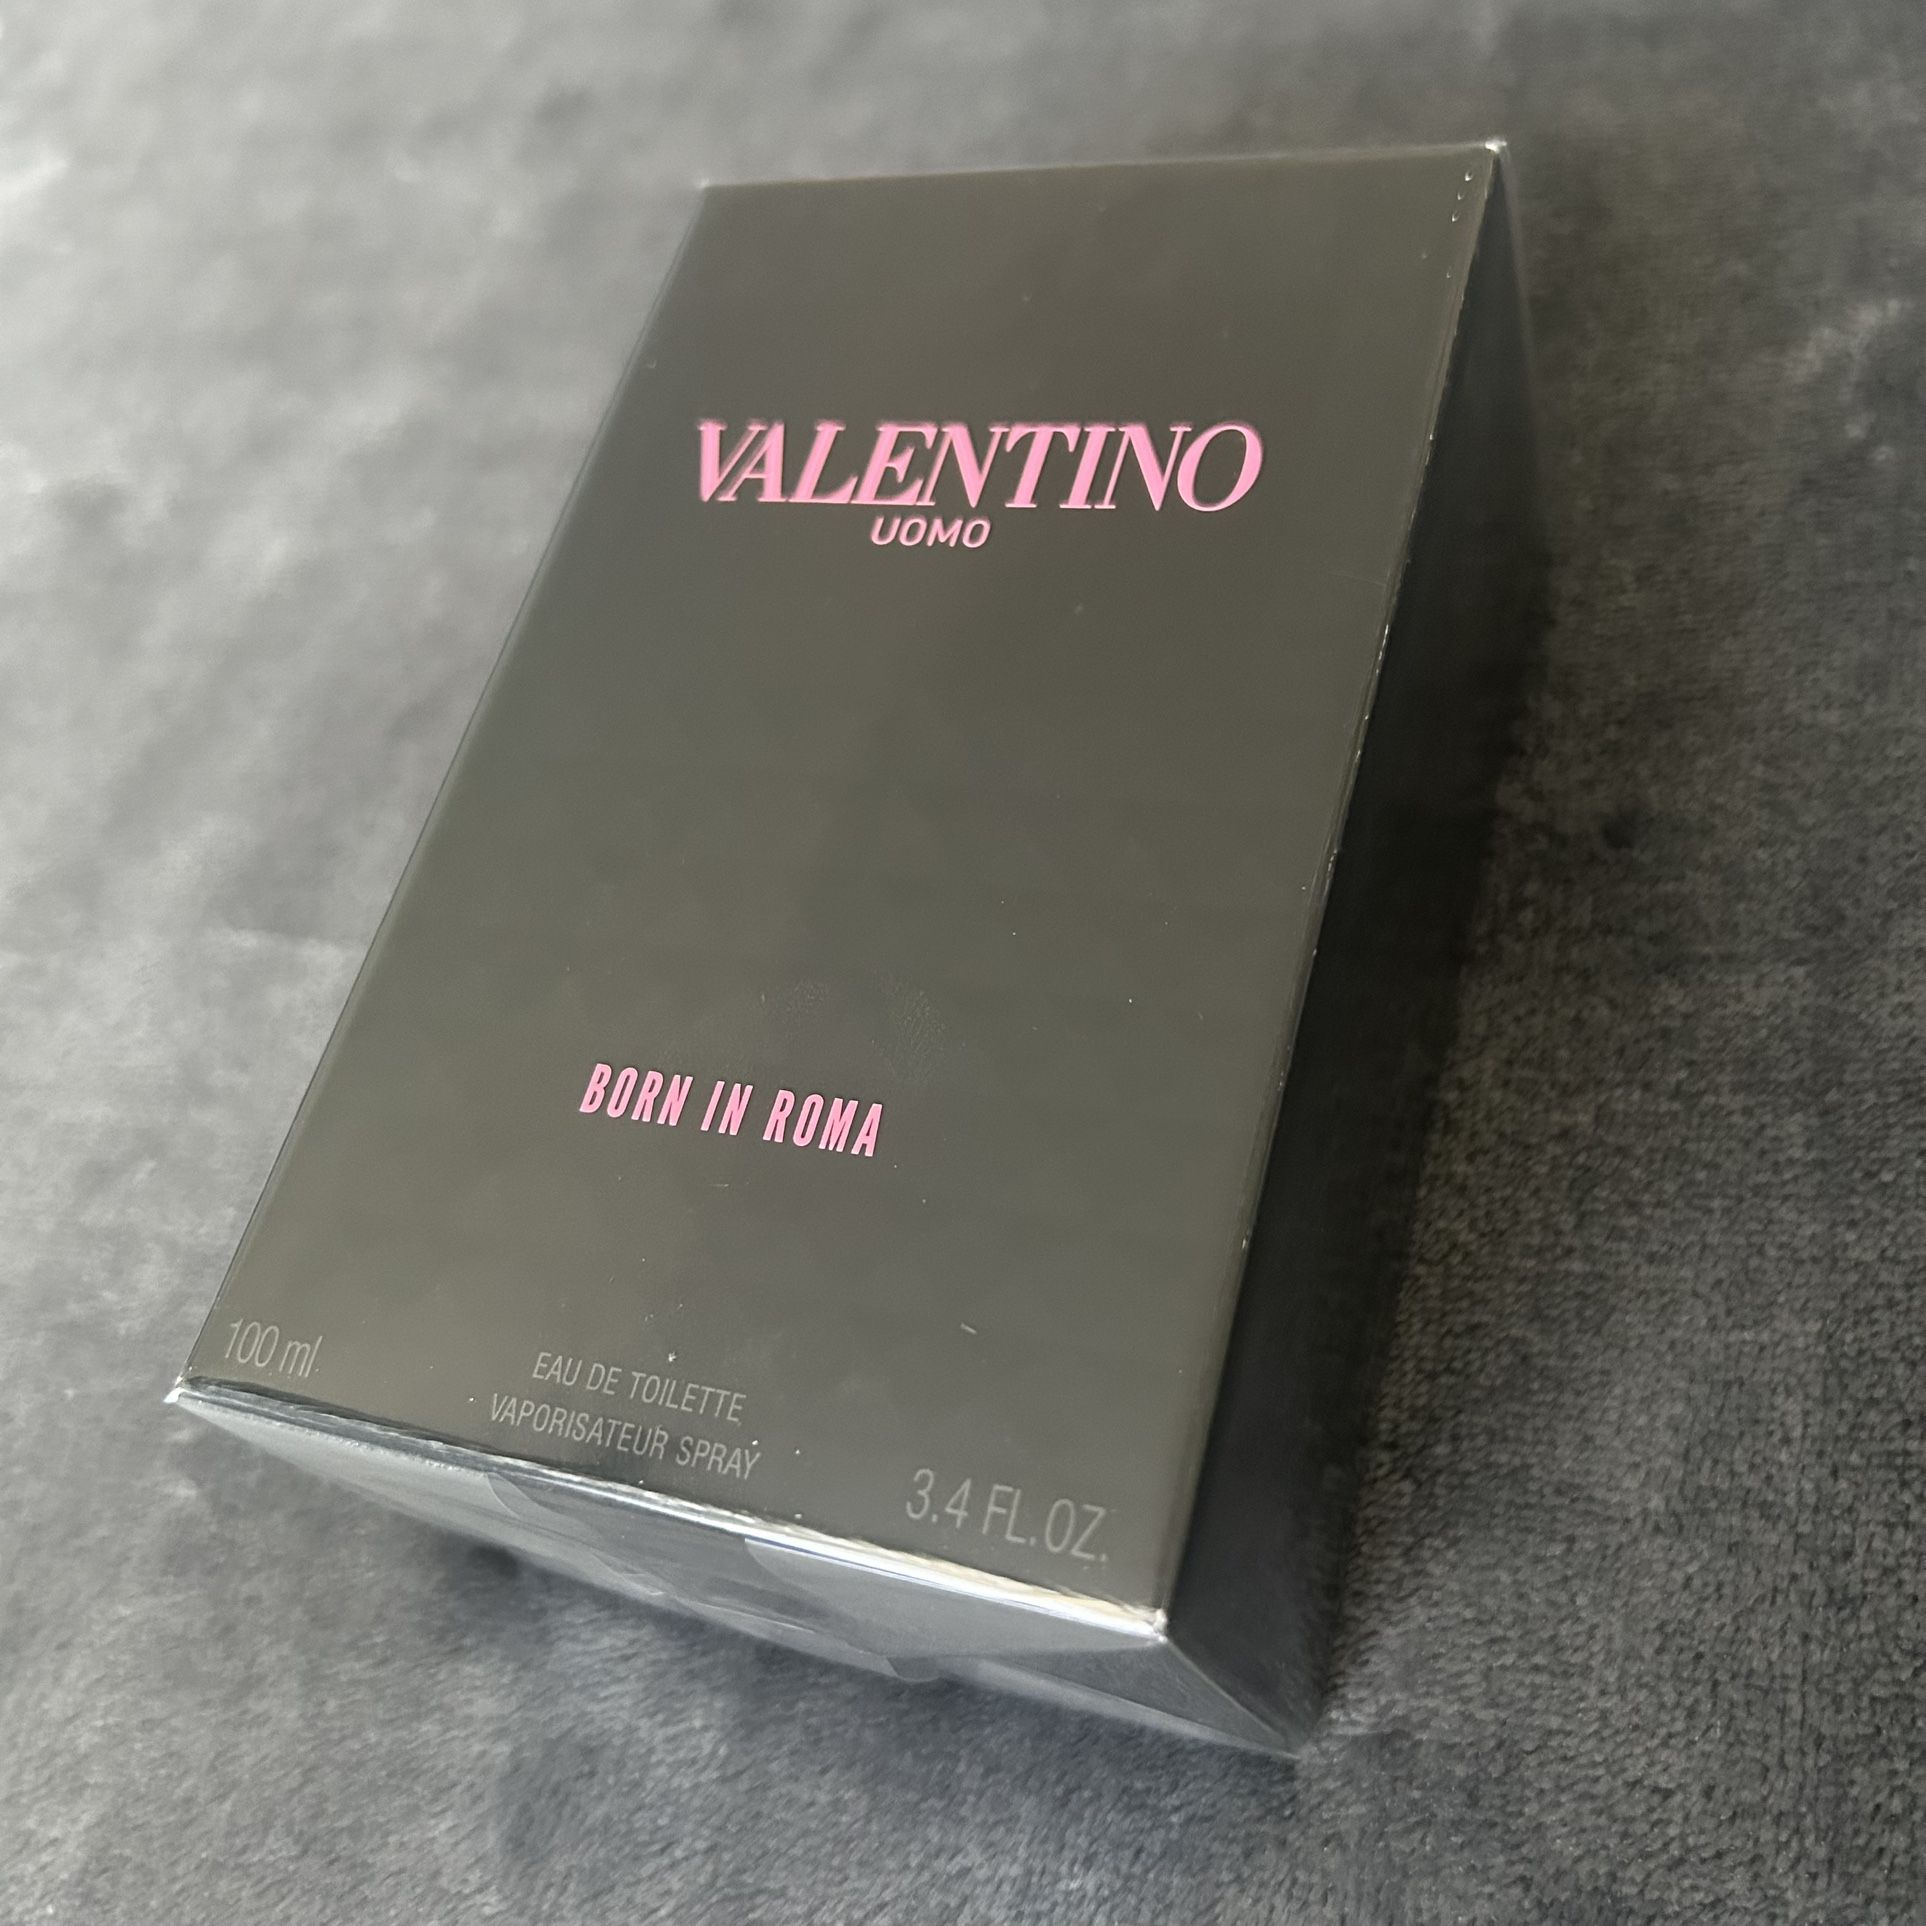 VALENTINO
UOMO
BORN IN ROMA
100 ml
EAU DE TOILETTE
VAPORISATEUR SPRAY
3.4 FL.OZ.